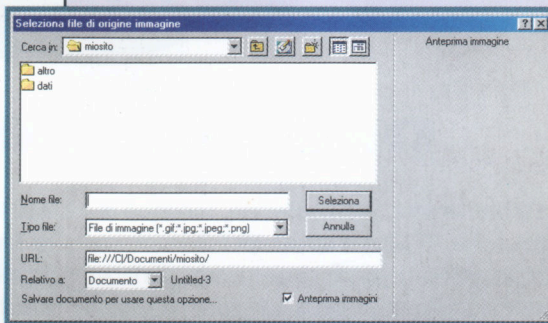 Seleziona file di origine immagine
Cerca in: miosito
Anteprima immagine
altro
dati
Nome file:
Seleziona
Tipo file: File di immagine (*.gif;*.jpg;*.jpeg;*.png)
Annulla
URL: file:///C|/Documenti/miosito/
Relativo a: Documento Untitled-3
Salvare documento per usare questa opzione... Anteprima immagini